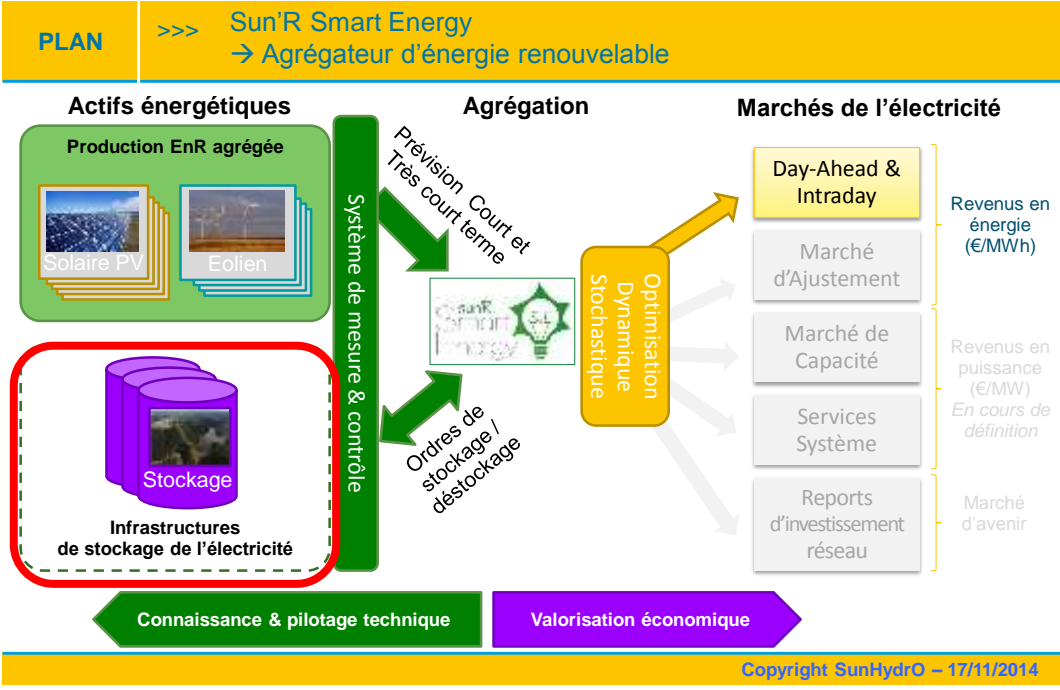 PLAN
>>>
Sun’R Smart Energy
→ Agrégateur d’énergie renouvelable
Actifs énergétiques
Agrégation
Marchés de l’électricité
Production EnR agrégée
Solaire PV
Eolien
Stockage
Infrastructures
de stockage de l’électricité
Système de mesure & contrôle
Prévision Court et
Très court terme
sunR
Smart
Energy
Ordres de
stockage /
déstockage
Optimisation
Dynamique
Stochastique
Day-Ahead &
Intraday
Marché
d’Ajustement
Marché de
Capacité
Services
Système
Reports
d’investissement
réseau
Revenus en
énergie
(€/MWh)
Revenus en
puissance
(€/MW)
En cours de
définition
Marché
d’avenir
Connaissance & pilotage technique
Valorisation économique
Copyright SunHydrO – 17/11/2014